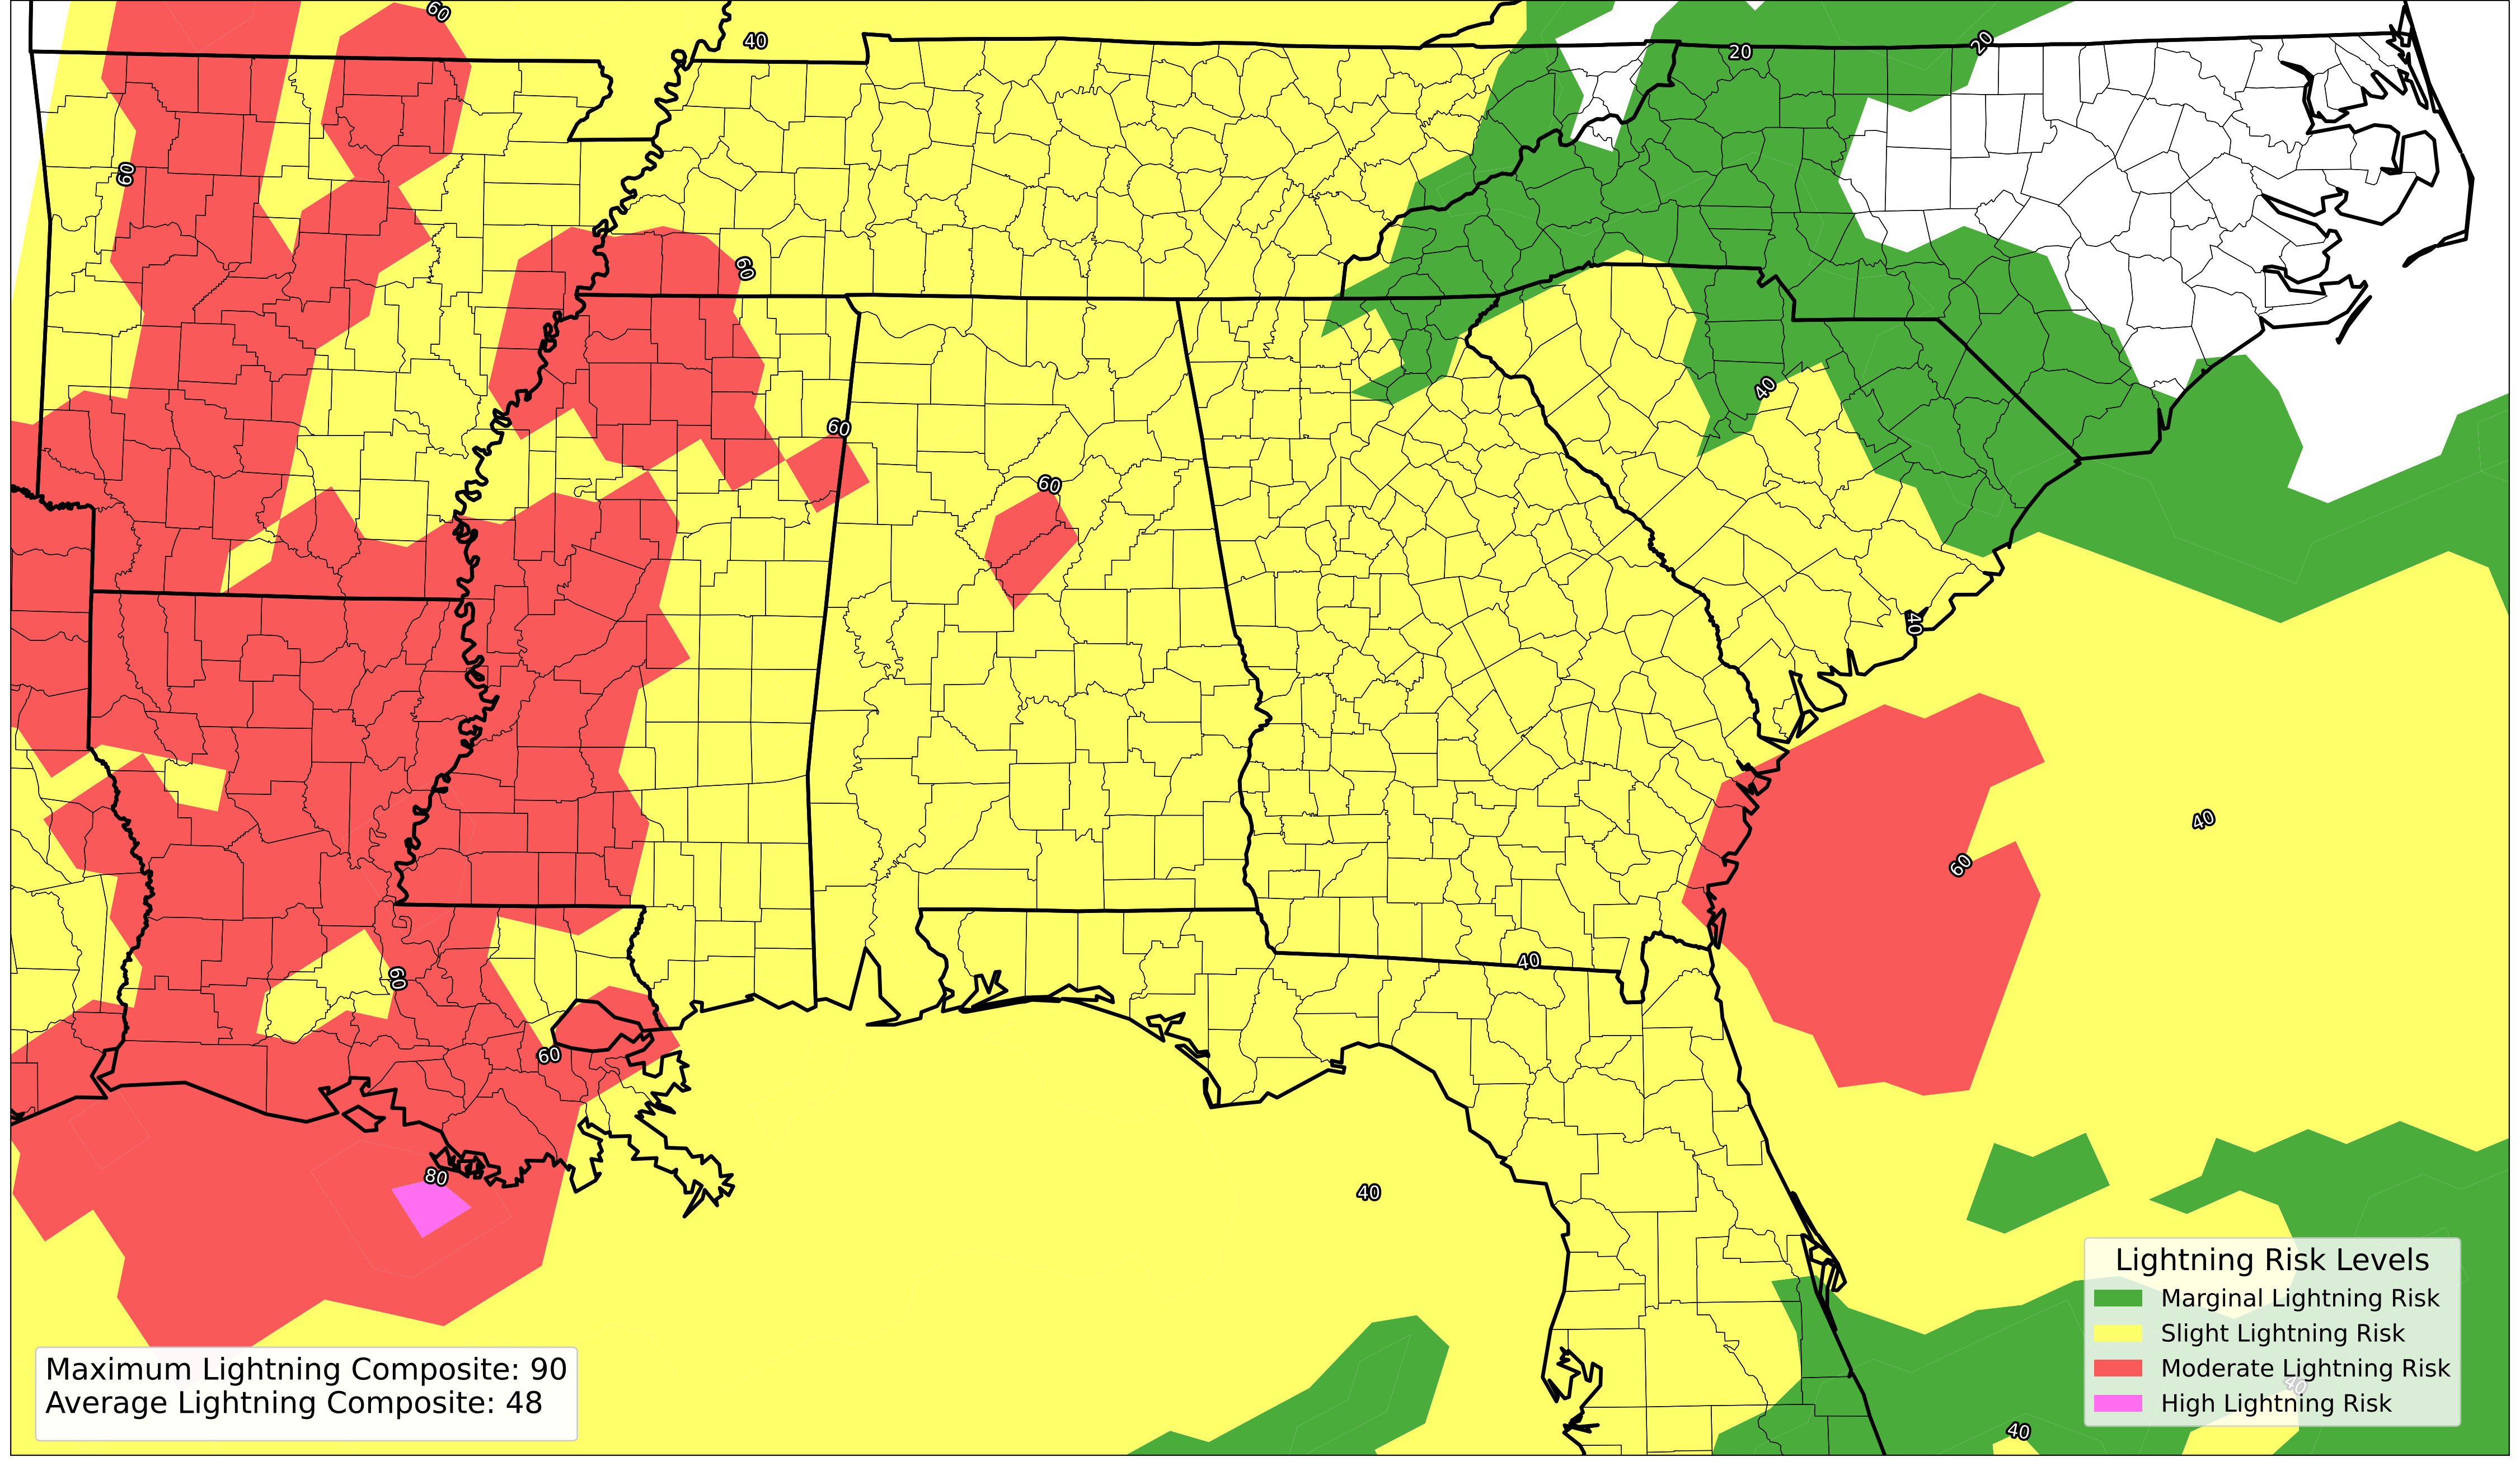 60
40
20
20
60
60
40
60
60
40
40
60
40
60
40
60
80
40
Lightning Risk Levels
Marginal Lightning Risk
Slight Lightning Risk
Moderate Lightning Risk
High Lightning Risk
Maximum Lightning Composite: 90
Average Lightning Composite: 48
40
40